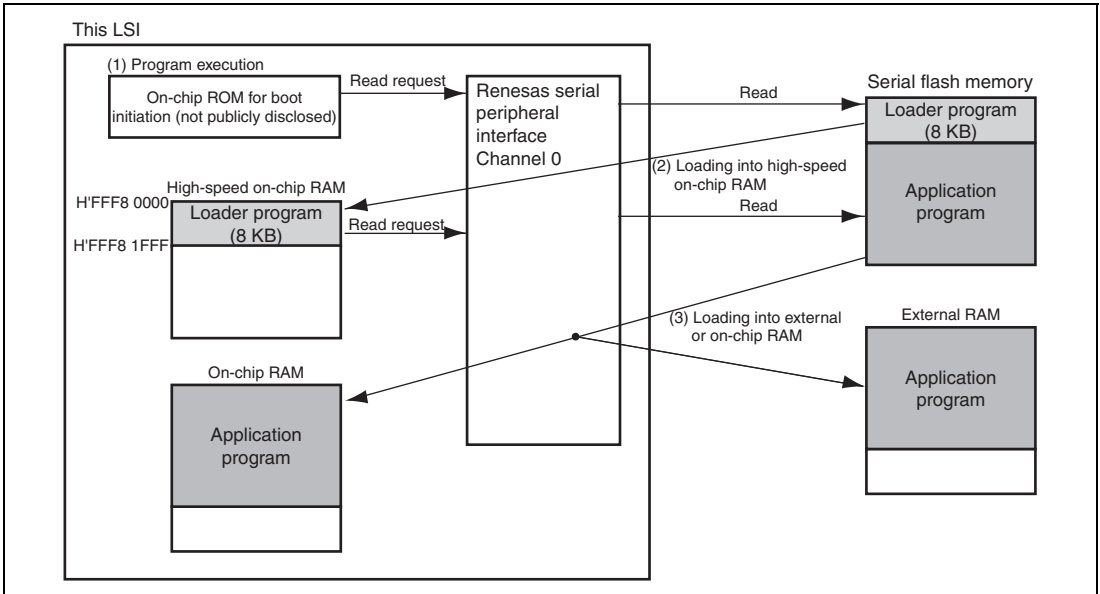 This LSI
(1) Program execution
On-chip ROM for boot
initiation (not publicly disclosed)
Read request
Renesas serial
peripheral
interface
Channel 0
Read
Serial flash memory
Loader program
(8 KB)
Application
program
(2) Loading into high-speed
on-chip RAM
Read
High-speed on-chip RAM
H'FFF8 0000
Loader program
(8 KB)
H'FFF8 1FFF
Read request
(3) Loading into external
or on-chip RAM
External RAM
Application
program
On-chip RAM
Application
program